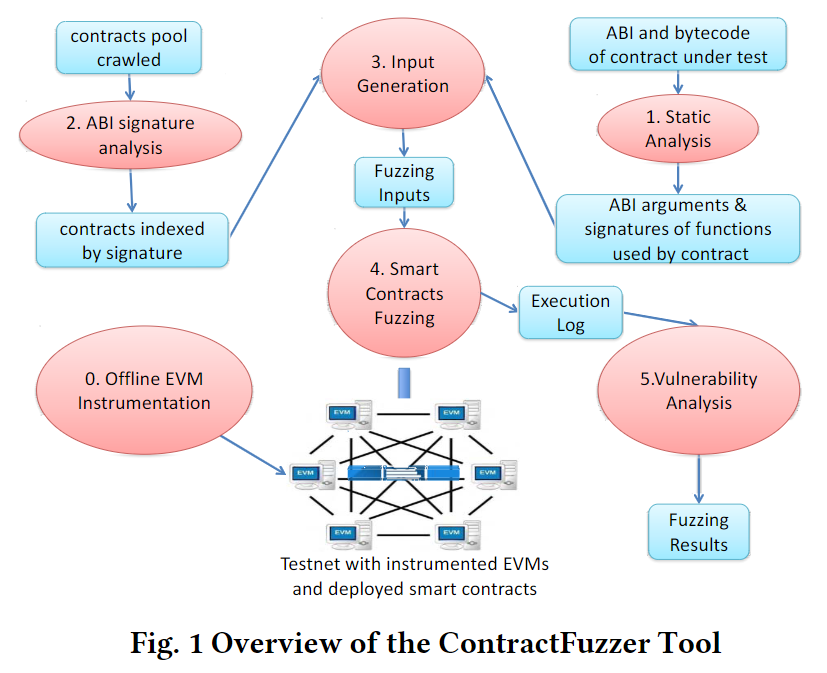 contracts pool
crawled
2. ABI signature
analysis
contracts indexed
by signature
3. Input
Generation
Fuzzing
Inputs
4. Smart
Contracts
Fuzzing
ABI and bytecode
of contract under test
1. Static
Analysis
ABI arguments &
signatures of functions
used by contract
Execution
Log
0. Offline EVM
Instrumentation
5.Vulnerability
Analysis
Fuzzing
Results
EVM
EVM
EVM
EVM
EVM
EVM
Testnet with instrumented EVMs
and deployed smart contracts
Fig. 1 Overview of the ContractFuzzer Tool